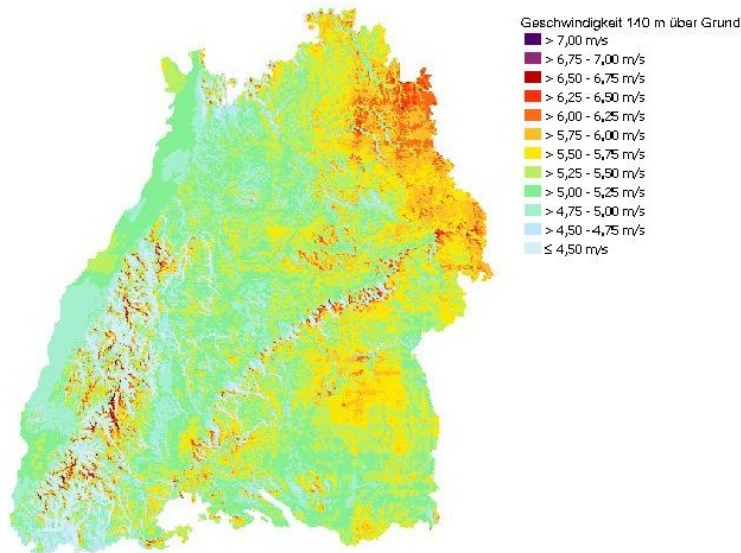 Geschwindigkeit 140 m über Grund
> 7,00 m/s
> 6,75 - 7,00 m/s
> 6,50 - 6,75 m/s
> 6,25 - 6,50 m/s
> 6,00 - 6,25 m/s
> 5,75 - 6,00 m/s
> 5,50 - 5,75 m/s
> 5,25 - 5,50 m/s
> 5,00 - 5,25 m/s
> 4,75 - 5,00 m/s
> 4,50 -4,75 m/s
≤ 4,50 m/s